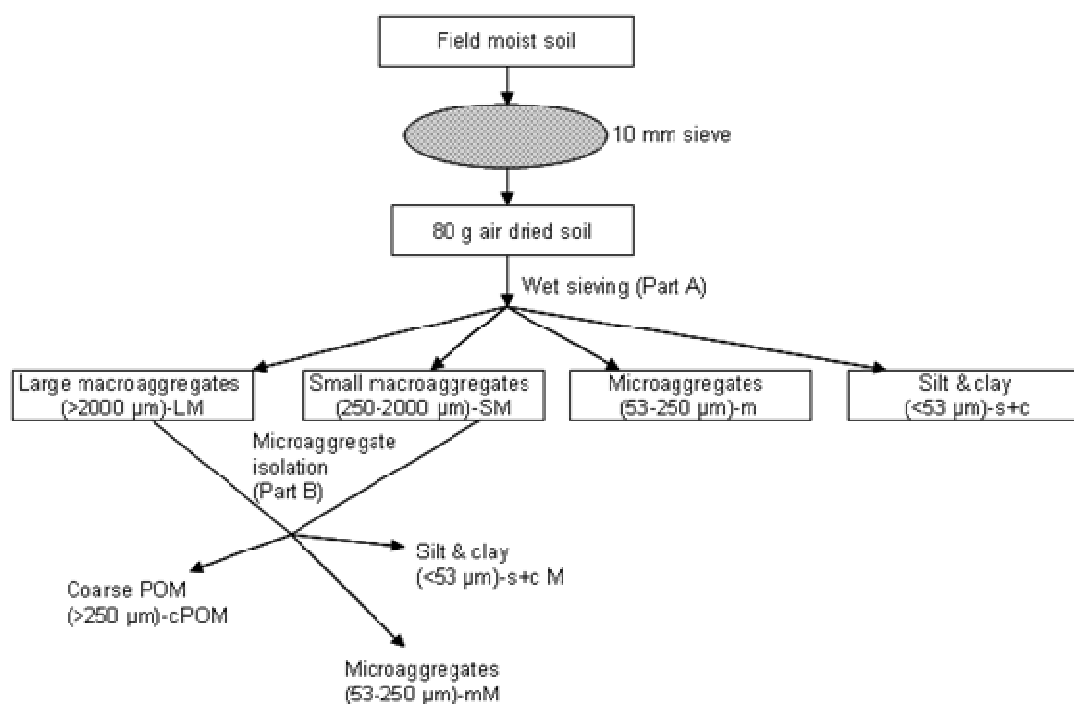 Field moist soil
10 mm sieve
80 g air dried soil
Wet sieving (Part A)
Large macroaggregates
(>2000 µm)-LM
Small macroaggregates
(250-2000 µm)-SM
Microaggregates
(53-250 µm)-m
Silt & clay
(<53 µm)-s+c
Microaggregate
isolation
(Part B)
Silt & clay
(<53 µm)-s+c M
Coarse POM
(>250 µm)-cPOM
Microaggregates
(53-250 µm)-mM